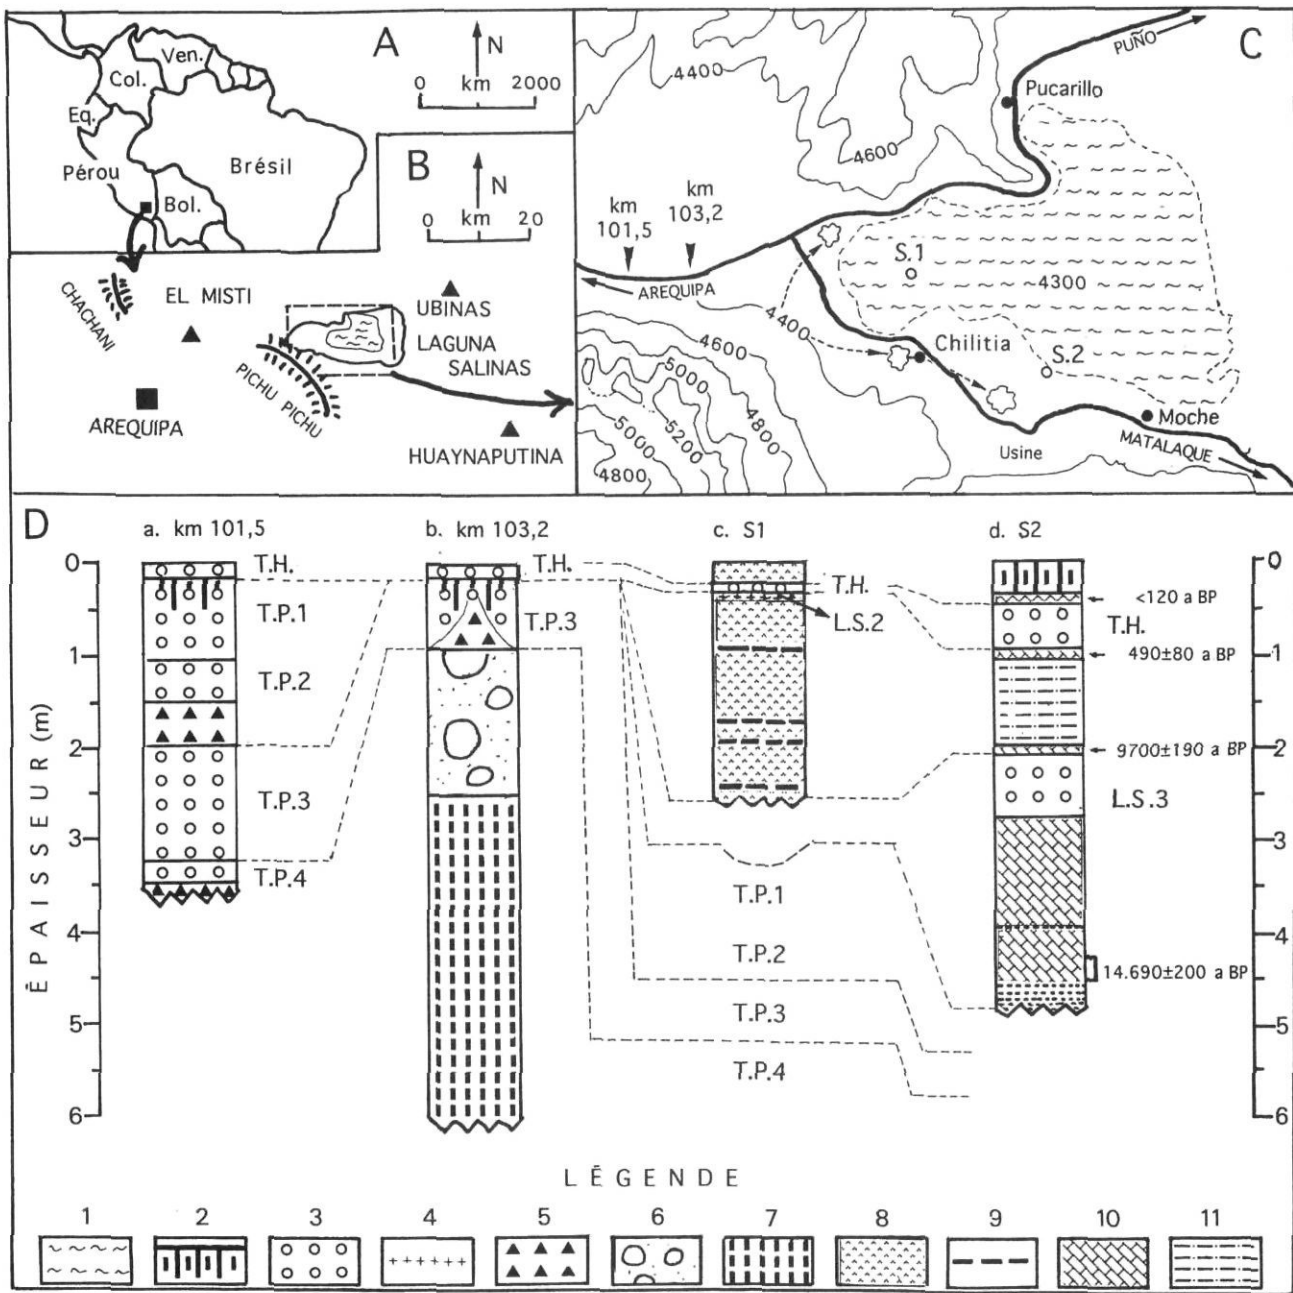 A
N
0 km 2000
Ven.
Col.
Eq.
Pérou
Brésil
Bol.
B
N
0 km 20
CHACHANI
EL MISTI
UBINAS
LAGUNA
SALINAS
PICHU PICHU
AREQUIPA
HUAYNAPUTINA
C
PUÑO
4400
Pucarillo
4600
km
101,5
km
103,2
S.1
4300
AREQUIPA
4400
4600
Chilitia
S.2
5000
4800
5200
5000
4800
Moche
Usine
MATALAQUE
D
a. km 101,5
b. km 103,2
c. S1
d. S2
ÉPAISSEUR (m)
0
1
2
3
4
5
6
T.H.
T.P.1
T.P.2
T.P.3
T.P.4
T.H.
T.P.3
T.H.
L.S.2
T.P.1
T.P.2
T.P.3
T.P.4
<120 a BP
T.H.
490±80 a BP
9700±190 a BP
L.S.3
14.690±200 a BP
0
1
2
3
4
5
6
LÉGENDE
1 2 3 4 5 6 7 8 9 10 11